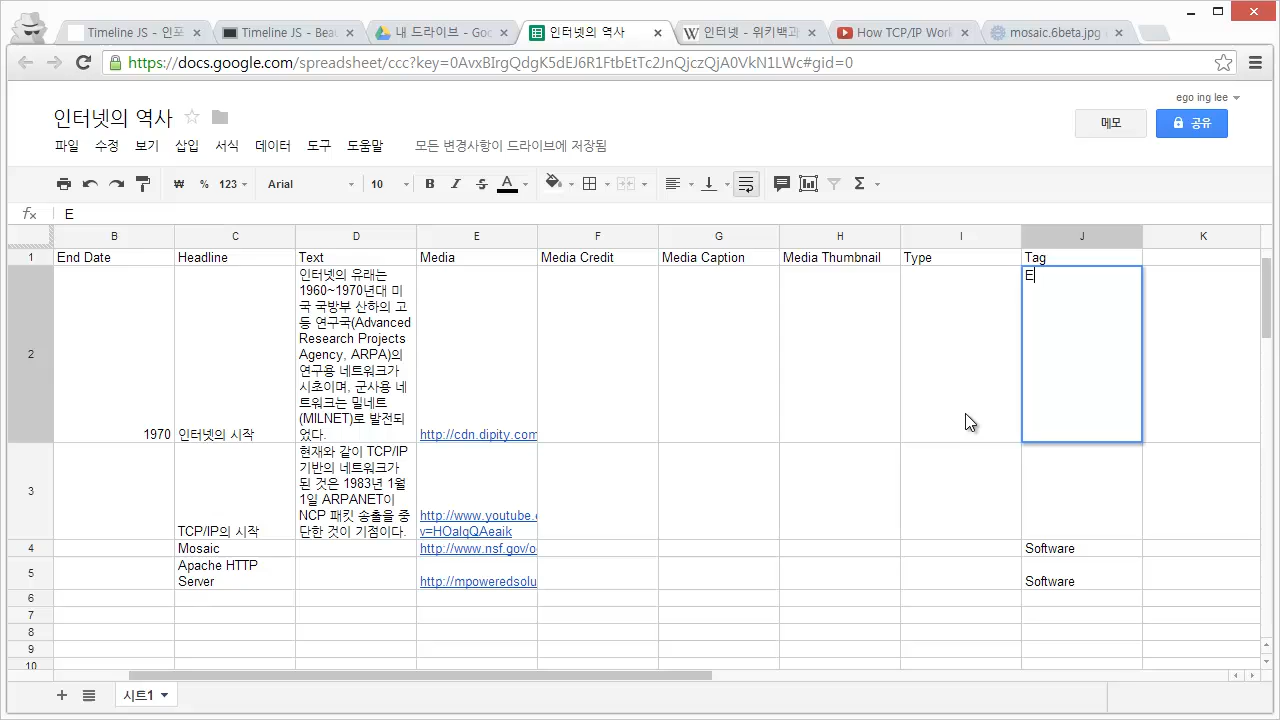 Timeline JS - 인포
Timeline JS - Beau
내 드라이브 - Goo
인터넷의 역사
인터넷 - 위키백과
How TCP/IP Work
mosaic.6beta.jpg
https://docs.google.com/spreadsheet/ccc?key=0AvxBIrgQdgK5dEJ6R1FtbEtTc2JnQjczQjA0VkN1LWc#gid=0
ego ing lee
인터넷의 역사
메모
공유
파일 수정 보기 삽입 서식 데이터 도구 도움말 모든 변경사항이 드라이브에 저장됨
₩ % 123 Arial 10 B I S A Σ
fx E
B C D E F G H I J K
1 End Date Headline Text Media Media Credit Media Caption Media Thumbnail Type Tag
인터넷의 유래는
1960~1970년대 미
국 국방부 산하의 고
등 연구국(Advanced
Research Projects
Agency, ARPA)의
연구용 네트워크가
시초이며, 군사용 네
트워크는 밀네트
(MILNET)로 발전되
었다.
2 1970 인터넷의 시작 http://cdn.dipity.com E
현재와 같이 TCP/IP
기반의 네트워크가
된 것은 1983년 1월
1일 ARPANET이
NCP 패킷 송출을 중
단한 것이 기점이다.
3 TCP/IP의 시작 http://www.youtube.c
v=HOaIqQAeaik
4 Mosaic http://www.nsf.gov/o Software
5 Apache HTTP
Server http://mpoweredsolu Software
6
7
8
9
10
시트1